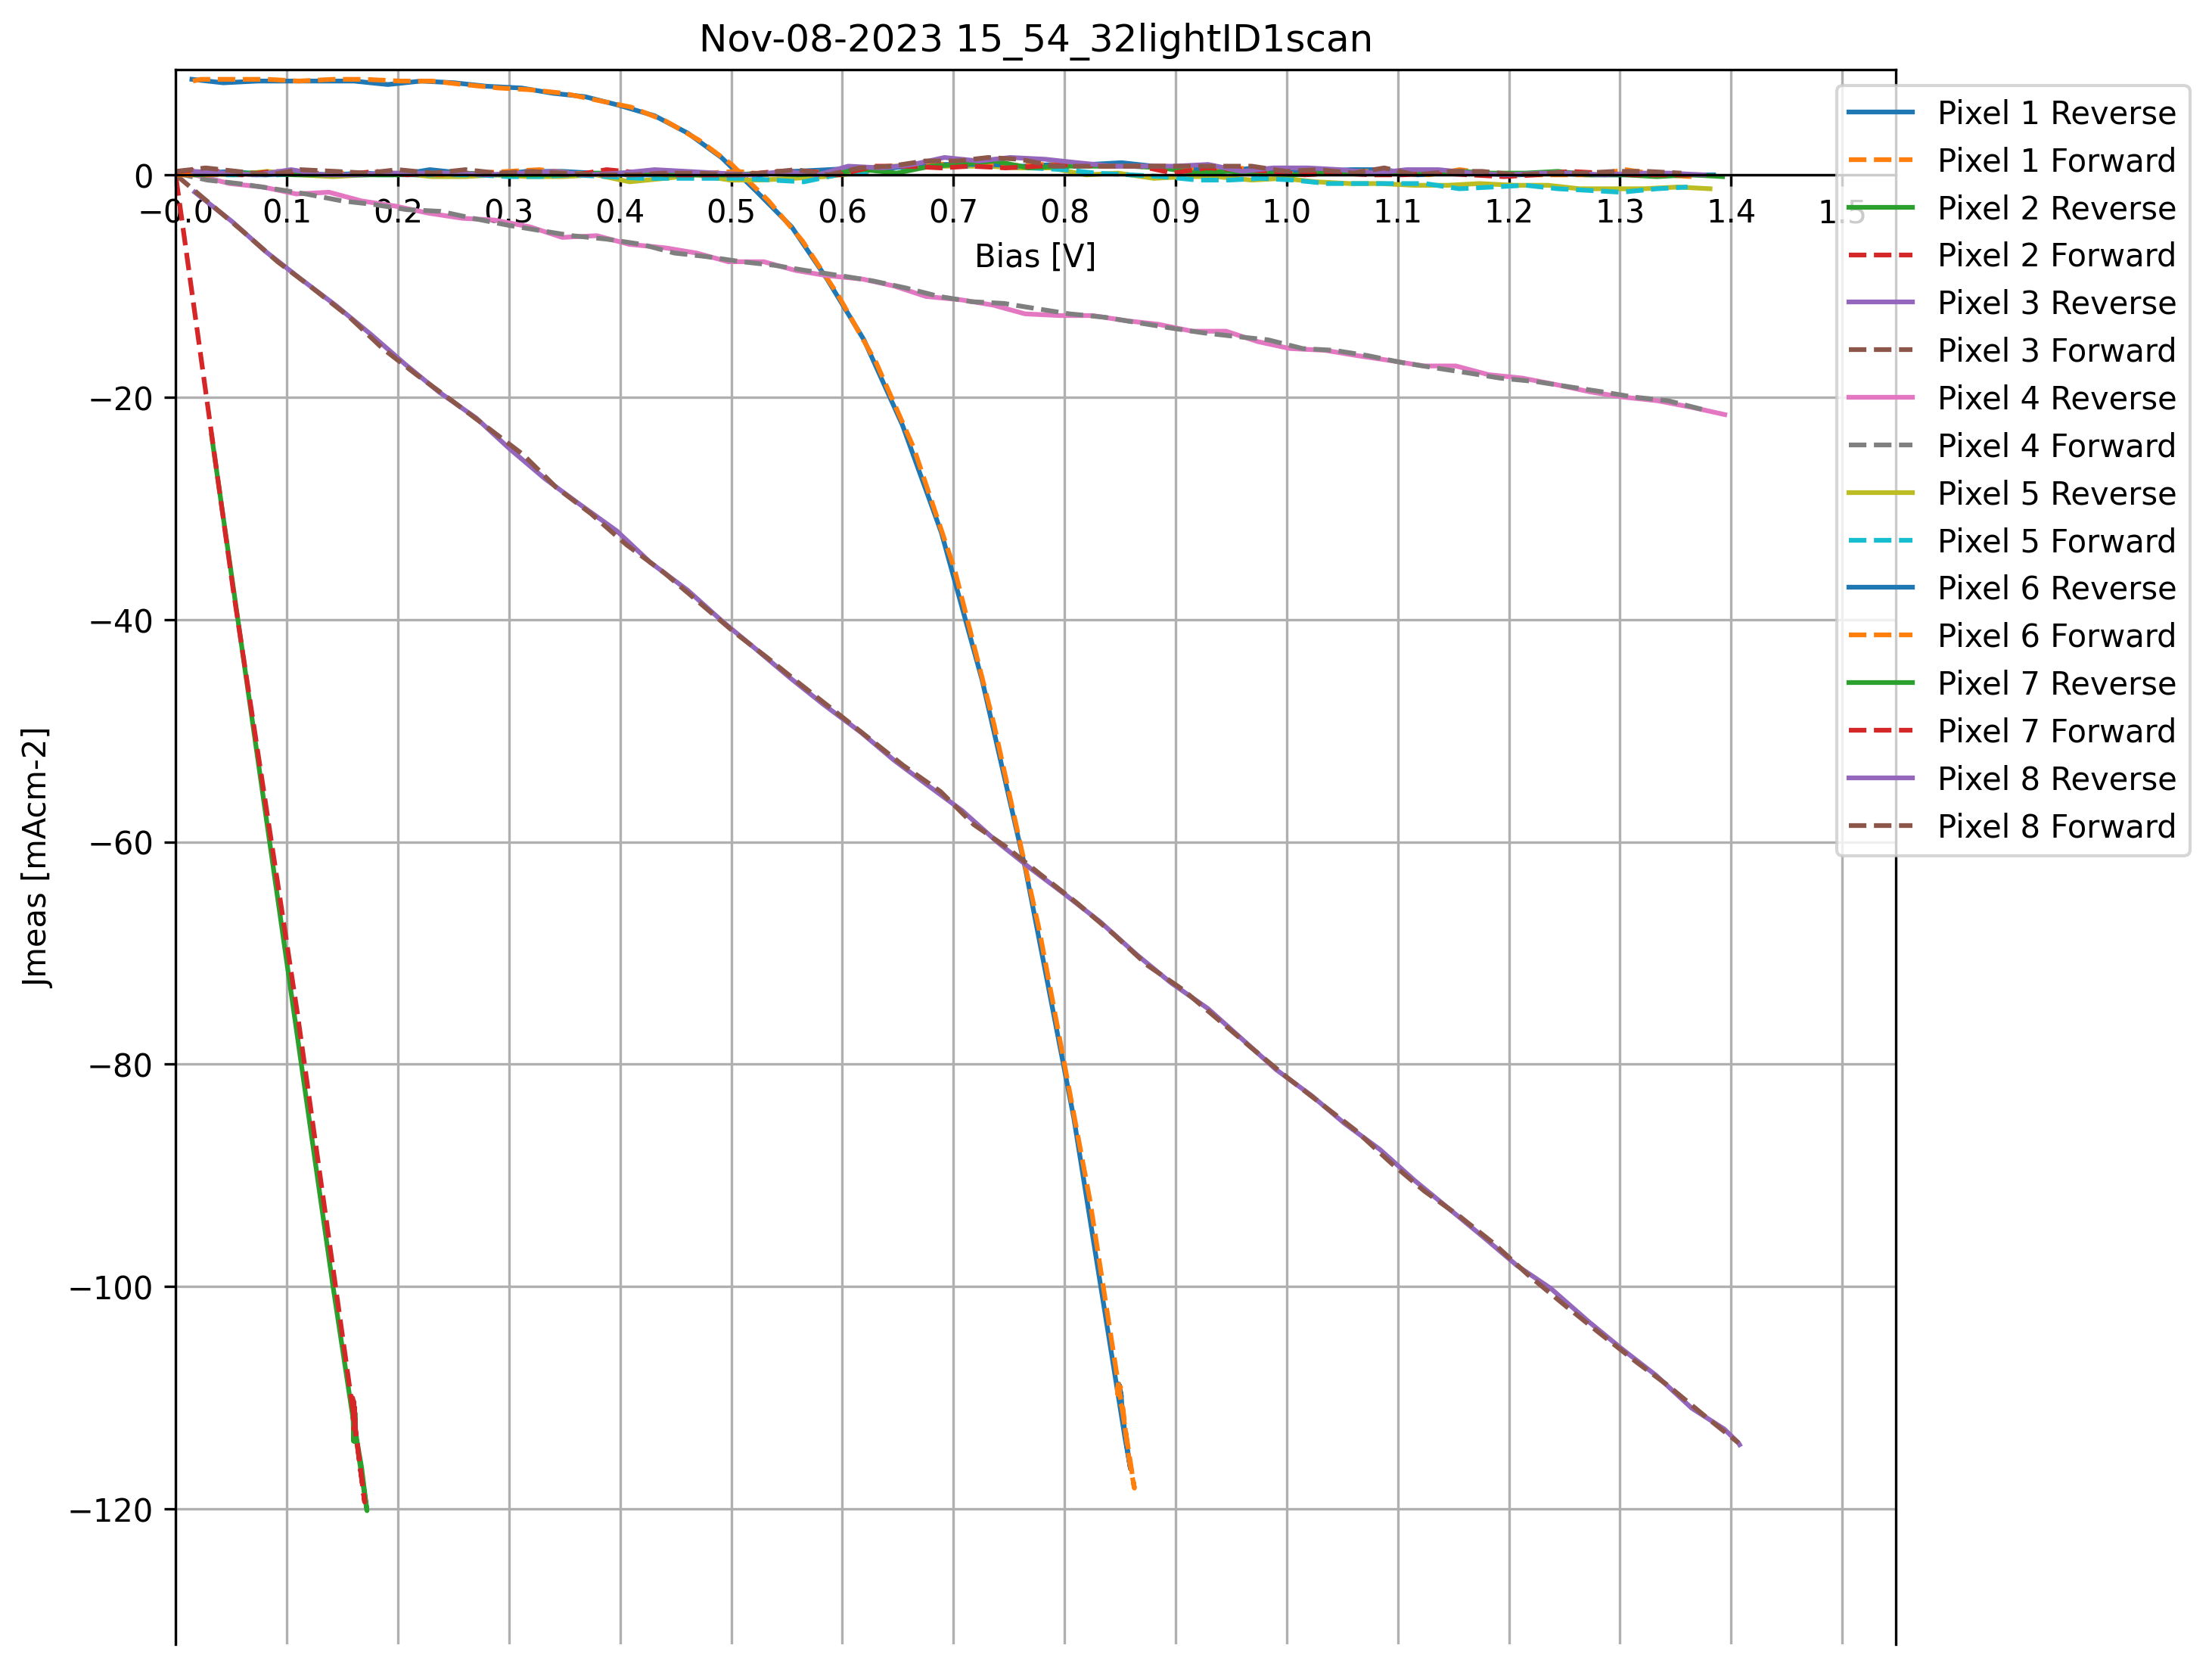 Nov-08-2023 15_54_32lightID1scan
0
−0.0 0.1 0.2 0.3 0.4 0.5 0.6 0.7 0.8 0.9 1.0 1.1 1.2 1.3 1.4 1.5
Bias [V]
−20
−40
−60
−80
−100
−120
Jmeas [mAcm-2]
Pixel 1 Reverse
Pixel 1 Forward
Pixel 2 Reverse
Pixel 2 Forward
Pixel 3 Reverse
Pixel 3 Forward
Pixel 4 Reverse
Pixel 4 Forward
Pixel 5 Reverse
Pixel 5 Forward
Pixel 6 Reverse
Pixel 6 Forward
Pixel 7 Reverse
Pixel 7 Forward
Pixel 8 Reverse
Pixel 8 Forward